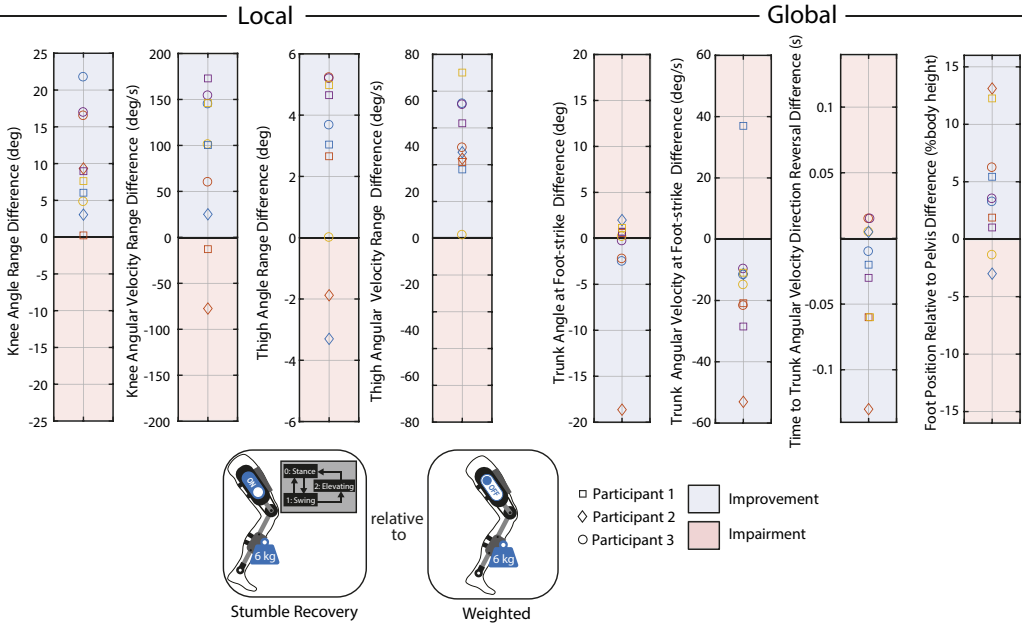 Local
Global
Knee Angle Range Difference (deg)
25
20
15
10
5
0
-5
-10
-15
-20
-25
Knee Angular Velocity Range Difference (deg/s)
200
150
100
50
0
-50
-100
-150
-200
Thigh Angle Range Difference (deg)
6
4
2
0
-2
-4
-6
Thigh Angular Velocity Range Difference (deg/s)
80
60
40
20
0
-20
-40
-60
-80
Trunk Angle at Foot-strike Difference (deg)
20
15
10
5
0
-5
-10
-15
-20
Trunk Angular Velocity at Foot-strike Difference (deg/s)
60
40
20
0
-20
-40
-60
Time to Trunk Angular Velocity Direction Reversal Difference (s)
0.1
0.05
0
-0.05
-0.1
Foot Position Relative to Pelvis Difference (%body height)
15
10
5
0
-5
-10
-15
ON
0: Stance
2: Elevating
1: Swing
6 kg
Stumble Recovery
relative
to
OFF
6 kg
Weighted
Participant 1
Participant 2
Participant 3
Improvement
Impairment